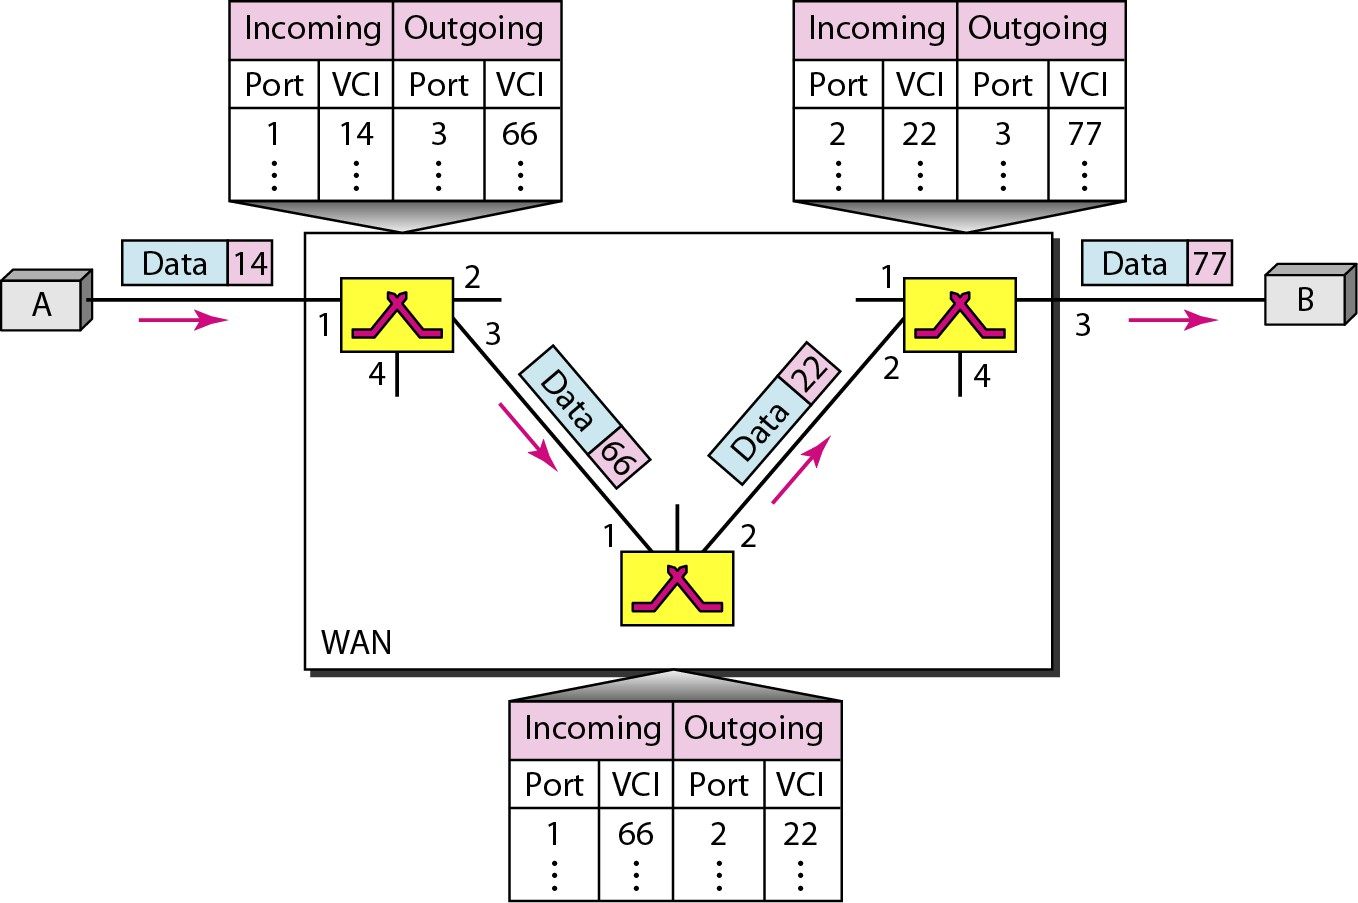 Incoming Outgoing
Port VCI Port VCI
1 14 3 66
Incoming Outgoing
Port VCI Port VCI
2 22 3 77
A
Data 14
1
2
3
4
Data 66
1
2
Data 22
1
2
3
4
Data 77
B
WAN
Incoming Outgoing
Port VCI Port VCI
1 66 2 22